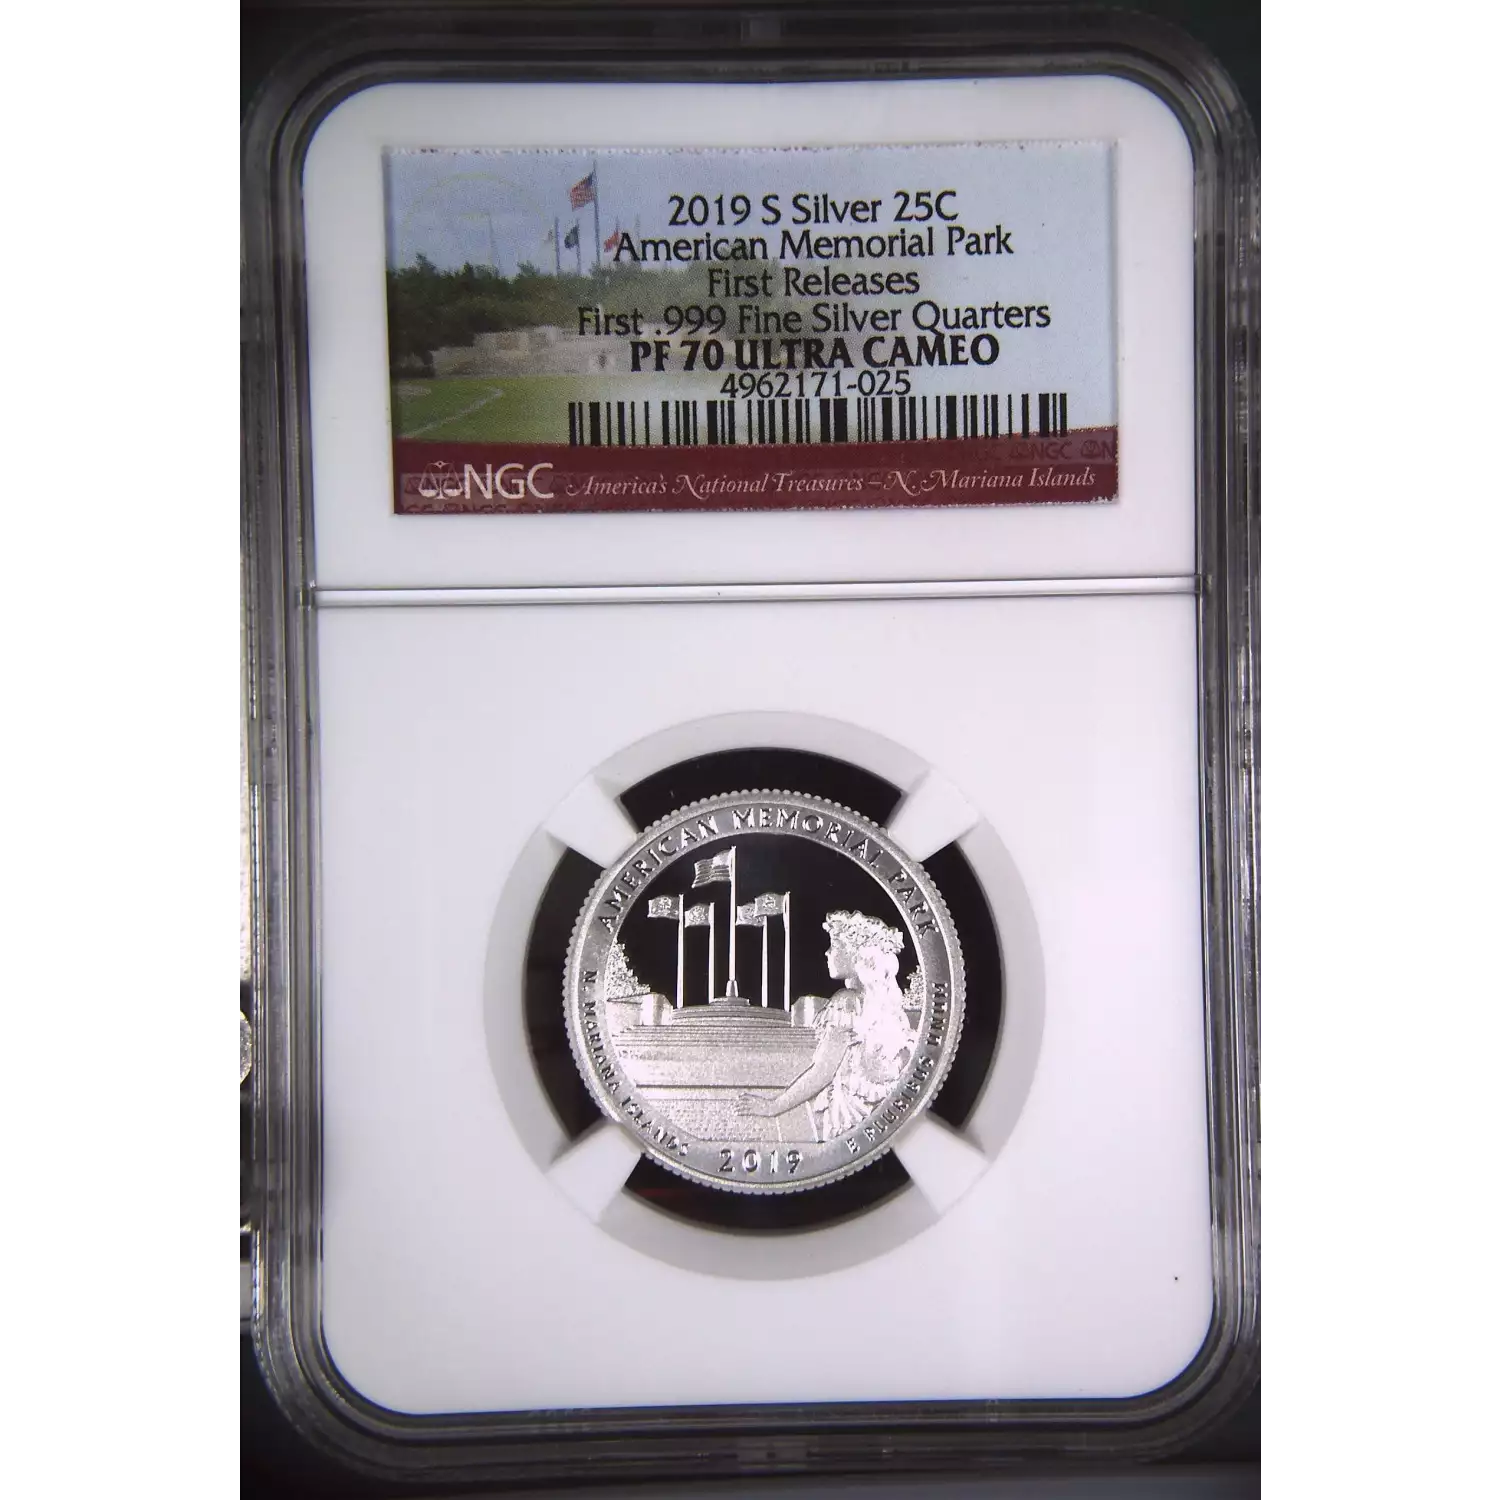 2019 S Silver 25C
American Memorial Park
First Releases
First .999 Fine Silver Quarters
PF 70 ULTRA CAMEO
4962171-025
NGC America's National Treasures – N. Mariana Islands
AMERICAN MEMORIAL PARK
N. MARIANA ISLANDS
2019
E PLURIBUS UNUM